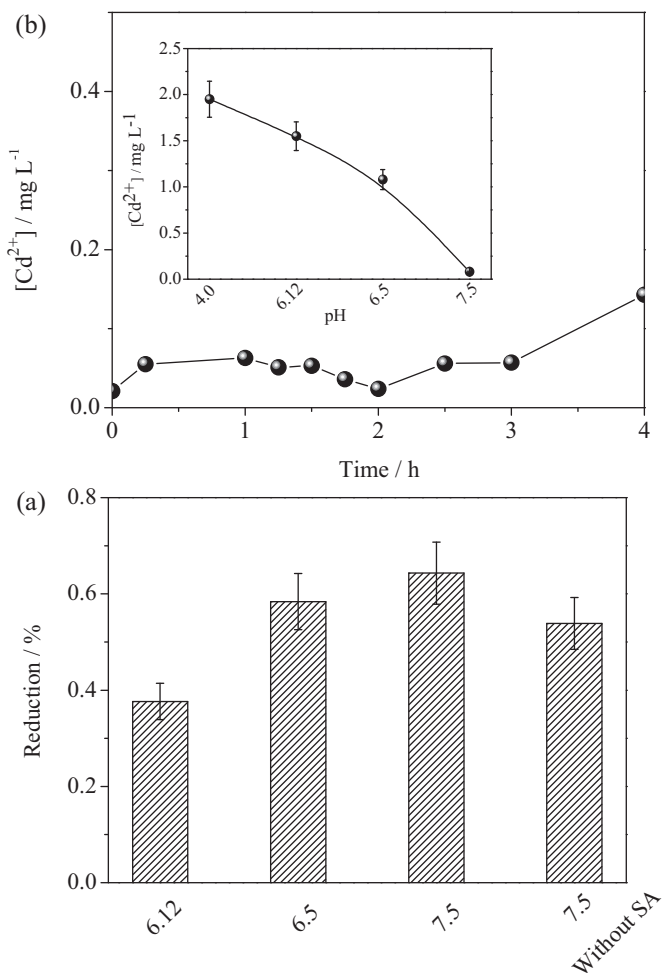 (b)
0.4
0.2
0.0
[Cd²⁺] / mg L⁻¹
2.5
2.0
1.5
1.0
0.5
0.0
[Cd²⁺] / mg L⁻¹
4.0 6.12 6.5 7.5
pH
0 1 2 3 4
Time / h
(a)
0.8
0.6
0.4
0.2
0.0
Reduction / %
6.12 6.5 7.5 7.5
Without SA